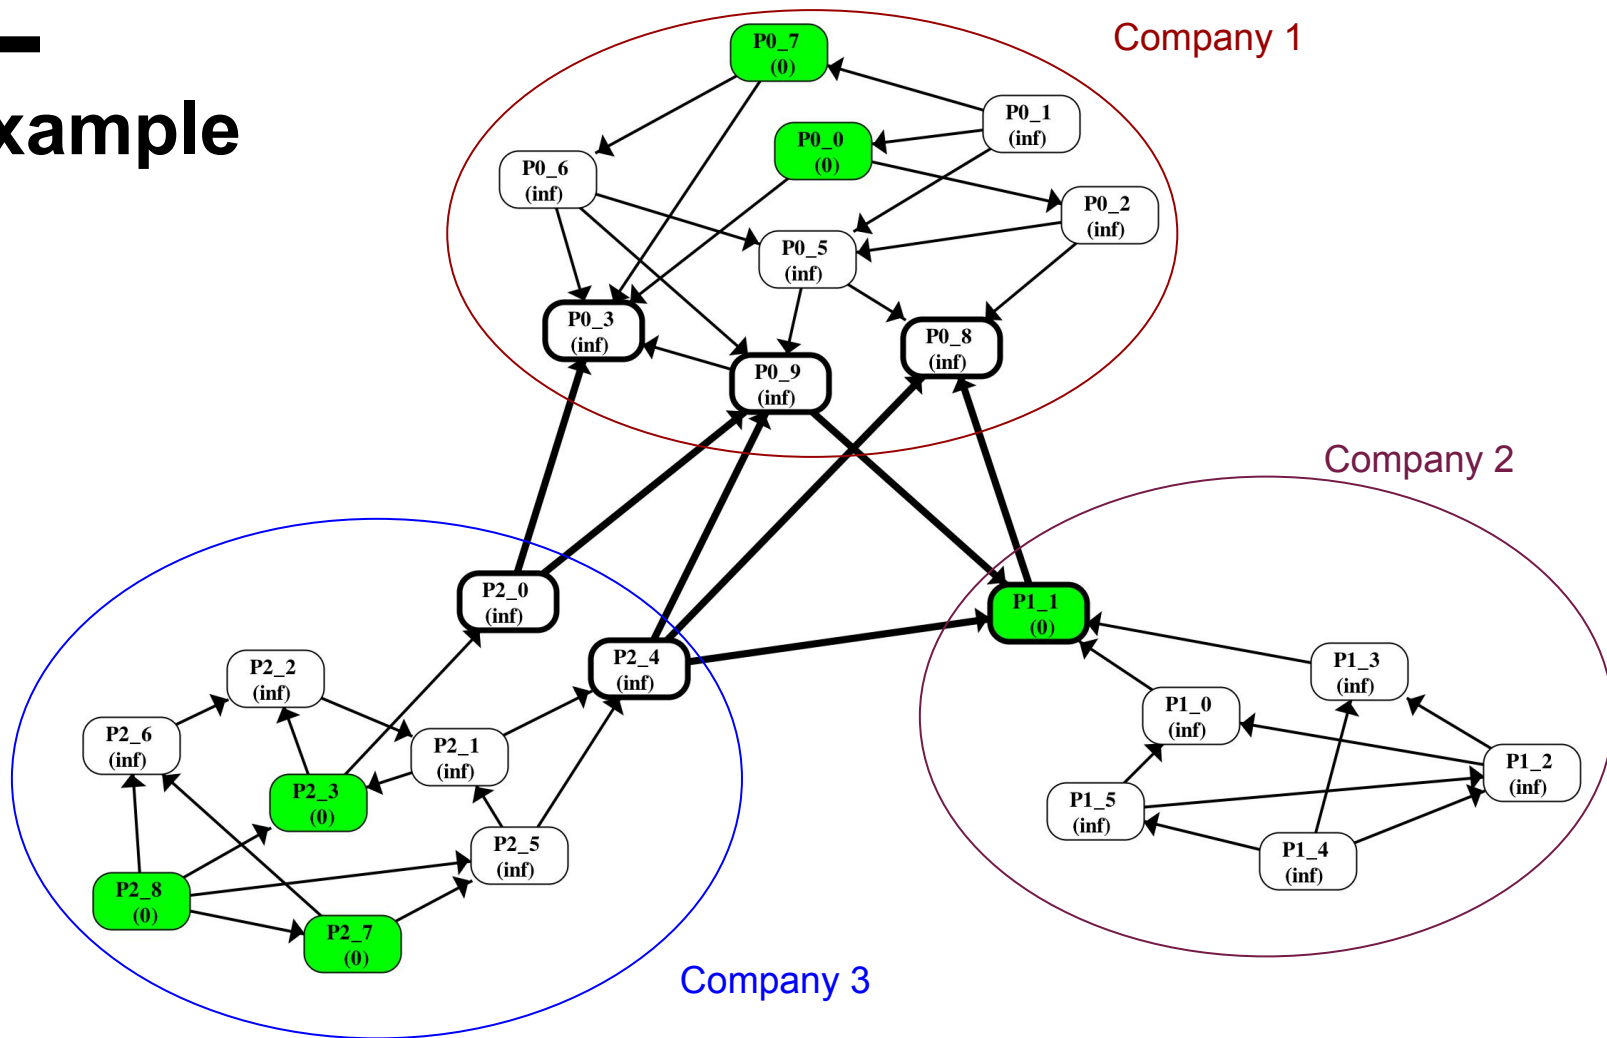 xample
Company 1
P0_7
(0)
P0_1
(inf)
P0_0
(0)
P0_6
(inf)
P0_2
(inf)
P0_5
(inf)
P0_3
(inf)
P0_8
(inf)
P0_9
(inf)
Company 2
P2_0
(inf)
P1_1
(0)
P2_4
(inf)
P2_2
(inf)
P1_3
(inf)
P1_0
(inf)
P2_6
(inf)
P2_1
(inf)
P1_2
(inf)
P2_3
(0)
P1_5
(inf)
P2_5
(inf)
P1_4
(inf)
P2_8
(0)
P2_7
(0)
Company 3